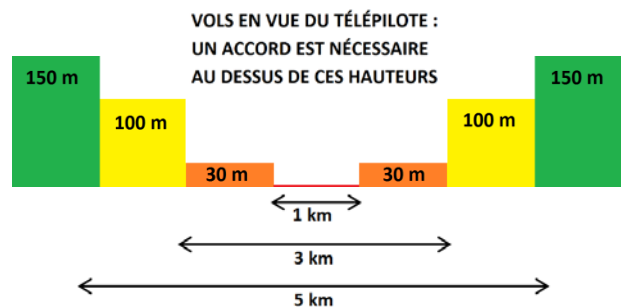 VOLS EN VUE DU TÉLÉPILOTE :
UN ACCORD EST NÉCESSAIRE
AU DESSUS DE CES HAUTEURS
150 m
150 m
100 m
100 m
30 m
30 m
1 km
3 km
5 km